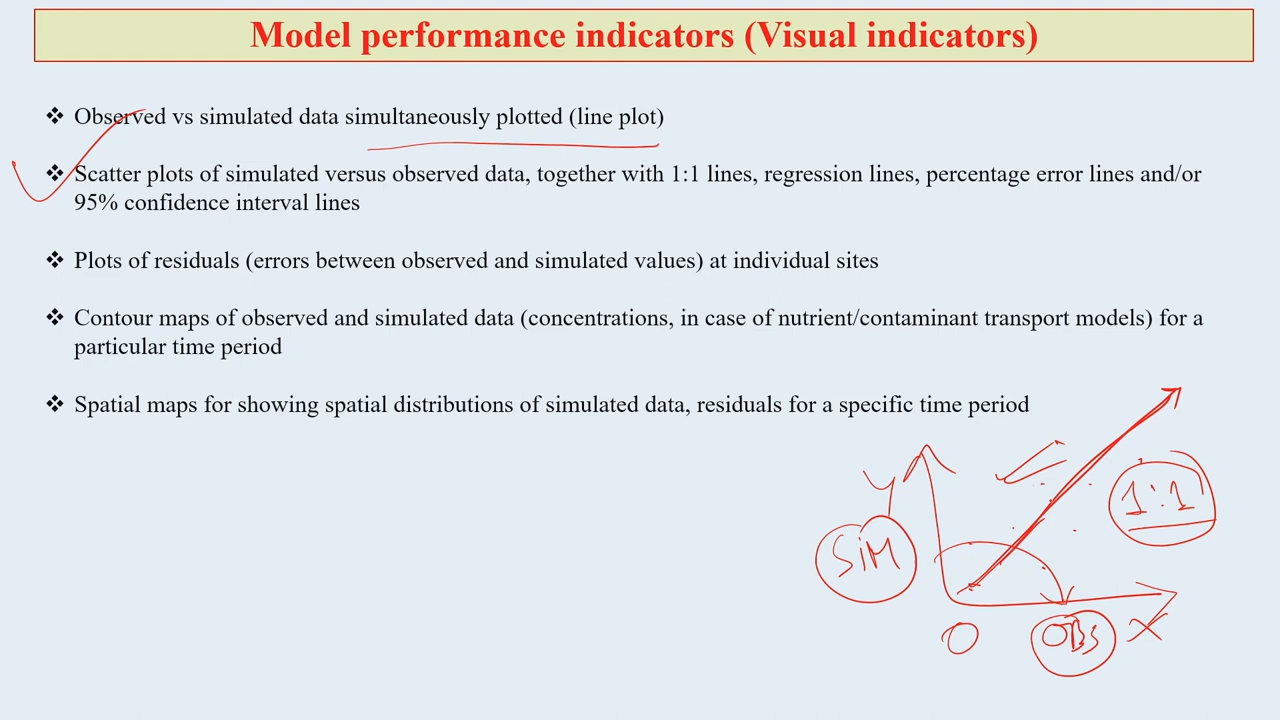 Model performance indicators (Visual indicators)
❖ Observed vs simulated data simultaneously plotted (line plot)
❖ Scatter plots of simulated versus observed data, together with 1:1 lines, regression lines, percentage error lines and/or
95% confidence interval lines
❖ Plots of residuals (errors between observed and simulated values) at individual sites
❖ Contour maps of observed and simulated data (concentrations, in case of nutrient/contaminant transport models) for a
particular time period
❖ Spatial maps for showing spatial distributions of simulated data, residuals for a specific time period
Y
1:1
SiM
O
OBS
X